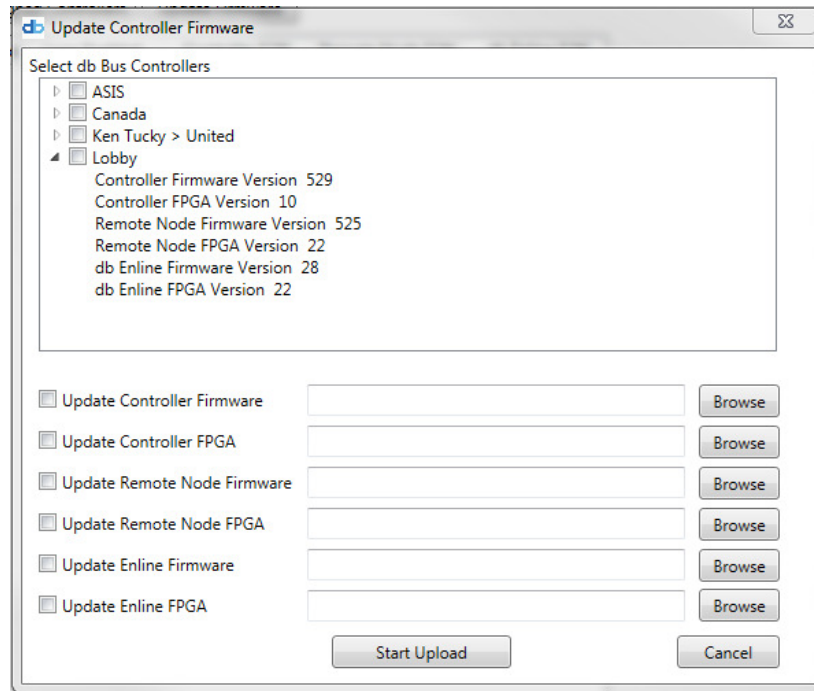 db Update Controller Firmware
Select db Bus Controllers
ASIS
Canada
Ken Tucky > United
Lobby
Controller Firmware Version 529
Controller FPGA Version 10
Remote Node Firmware Version 525
Remote Node FPGA Version 22
db Enline Firmware Version 28
db Enline FPGA Version 22
Update Controller Firmware Browse
Update Controller FPGA Browse
Update Remote Node Firmware Browse
Update Remote Node FPGA Browse
Update Enline Firmware Browse
Update Enline FPGA Browse
Start Upload Cancel